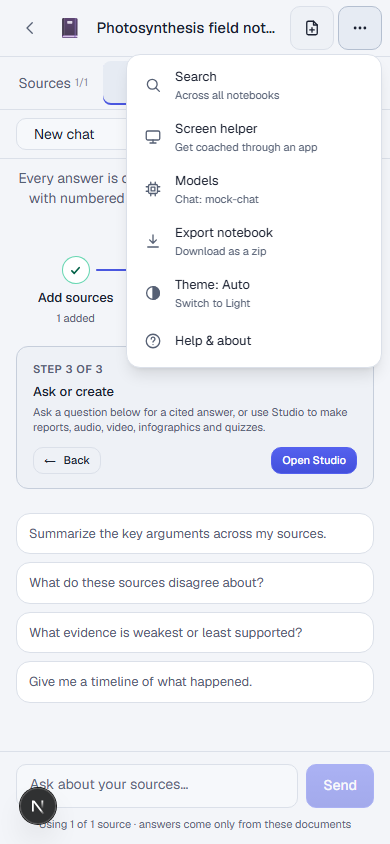 Photosynthesis field not...
Sources 1/1
Search
Across all notebooks
Screen helper
Get coached through an app
Models
Chat: mock-chat
Export notebook
Download as a zip
Theme: Auto
Switch to Light
Help & about
New chat
Every answer is
with numbered
Add sources
1 added
STEP 3 OF 3
Ask or create
Ask a question below for a cited answer, or use Studio to make
reports, audio, video, infographics and quizzes.
← Back
Open Studio
Summarize the key arguments across my sources.
What do these sources disagree about?
What evidence is weakest or least supported?
Give me a timeline of what happened.
Ask about your sources...
Send
N
Using 1 of 1 source · answers come only from these documents